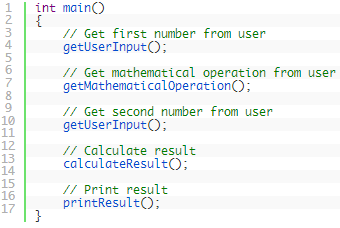 1 int main()
2 {
3     // Get first number from user
4     getUserInput();
5
6     // Get mathematical operation from user
7     getMathematicalOperation();
8
9     // Get second number from user
10     getUserInput();
11
12     // Calculate result
13     calculateResult();
14
15     // Print result
16     printResult();
17 }